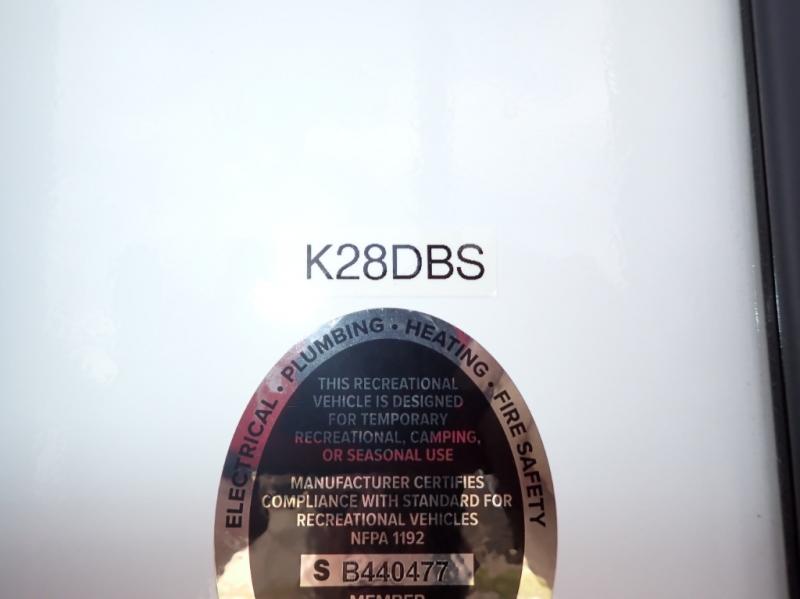 K28DBS
ELECTRICAL • PLUMBING • HEATING • FIRE SAFETY
THIS RECREATIONAL
VEHICLE IS DESIGNED
FOR TEMPORARY
RECREATIONAL, CAMPING,
OR SEASONAL USE
MANUFACTURER CERTIFIES
COMPLIANCE WITH STANDARD FOR
RECREATIONAL VEHICLES
NFPA 1192
S B440477
MEMBER